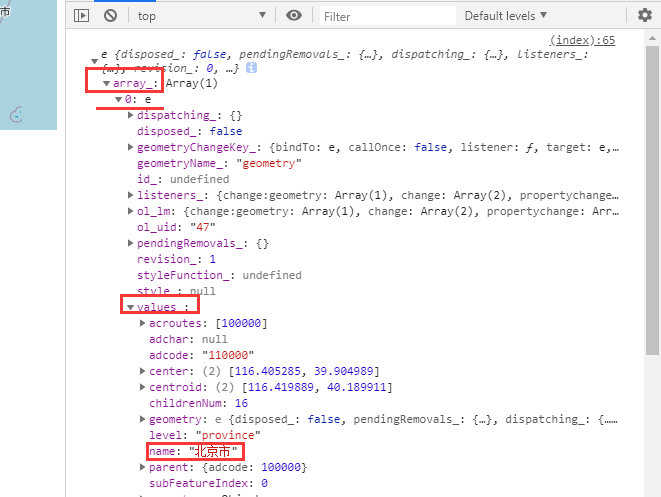 市
top ▼ Filter Default levels ▼
(index):65
▼ e {disposed_: false, pendingRemovals_: {…}, dispatching_: {…}, listeners_:
{…}, revision_: 0, …}
▼ array_: Array(1)
▼ 0: e
▶ dispatching_: {}
disposed_: false
▶ geometryChangeKey_: {bindTo: e, callOnce: false, listener: ƒ, target: e,…
geometryName_: "geometry"
id_: undefined
▶ listeners_: {change:geometry: Array(1), change: Array(2), propertychange…
▶ ol_lm: {change:geometry: Array(1), change: Array(2), propertychange: Arr…
ol_uid: "47"
▶ pendingRemovals_: {}
revision_: 1
styleFunction_: undefined
style_: null
▼ values_:
▶ acroutes: [100000]
adchar: null
adcode: "110000"
▶ center: (2) [116.405285, 39.904989]
▶ centroid: (2) [116.419889, 40.189911]
childrenNum: 16
▶ geometry: e {disposed_: false, pendingRemovals_: {…}, dispatching_: {……
level: "province"
name: "北京市"
▶ parent: {adcode: 100000}
subFeatureIndex: 0